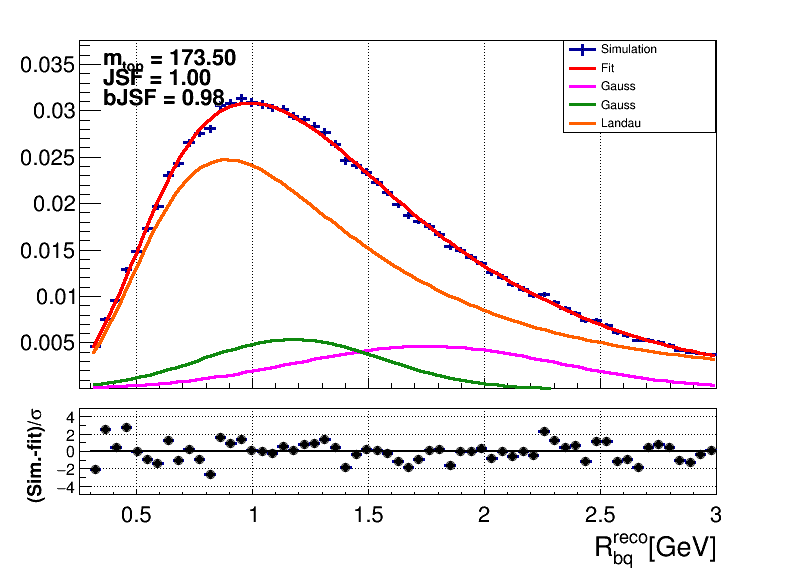 m_top = 173.50
JSF = 1.00
bJSF = 0.98
Simulation
Fit
Gauss
Gauss
Landau
0.035
0.03
0.025
0.02
0.015
0.01
0.005
(Sim.-fit)/σ
4
2
0
−2
−4
0.5
1
1.5
2
2.5
3
R_bq^reco[GeV]